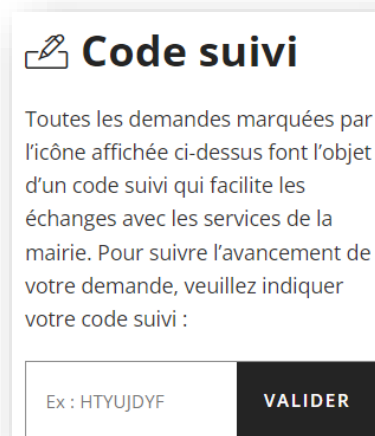 Code suivi
Toutes les demandes marquées par
l’icône affichée ci-dessus font l’objet
d’un code suivi qui facilite les
échanges avec les services de la
mairie. Pour suivre l’avancement de
votre demande, veuillez indiquer
votre code suivi :
Ex : HTYUJDYF VALIDER